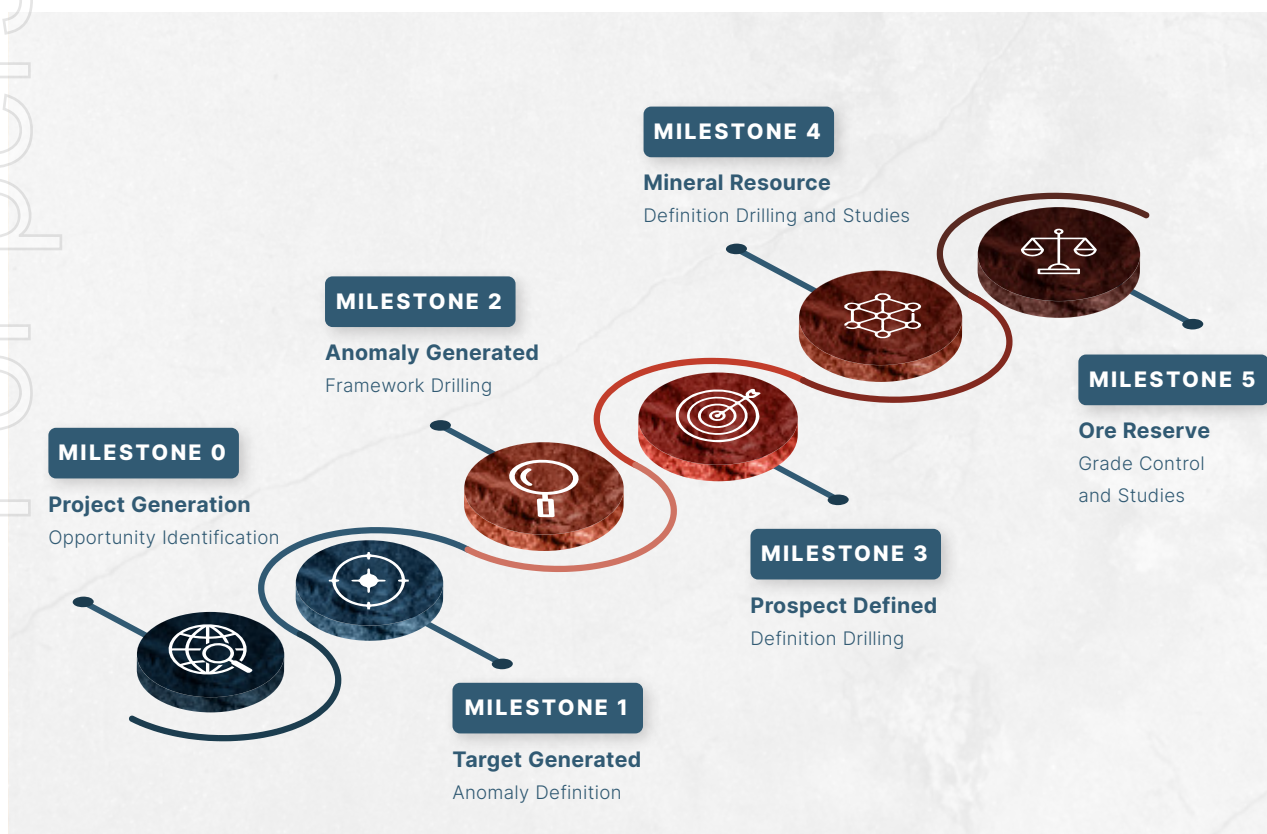 MILESTONE 0
Project Generation
Opportunity Identification
MILESTONE 1
Target Generated
Anomaly Definition
MILESTONE 2
Anomaly Generated
Framework Drilling
MILESTONE 3
Prospect Defined
Definition Drilling
MILESTONE 4
Mineral Resource
Definition Drilling and Studies
MILESTONE 5
Ore Reserve
Grade Control
and Studies